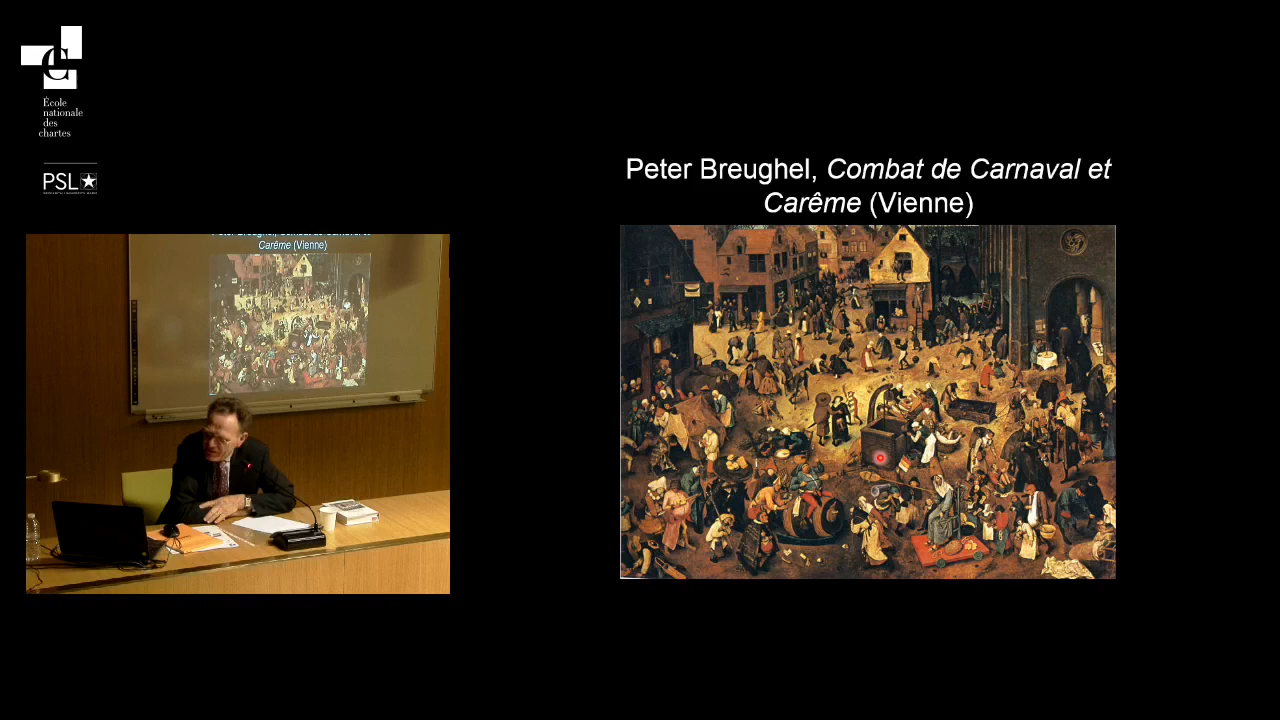 École
nationale
des
chartes
PSL
Peter Breughel, Combat de Carnaval et
Carême (Vienne)
Carême (Vienne)